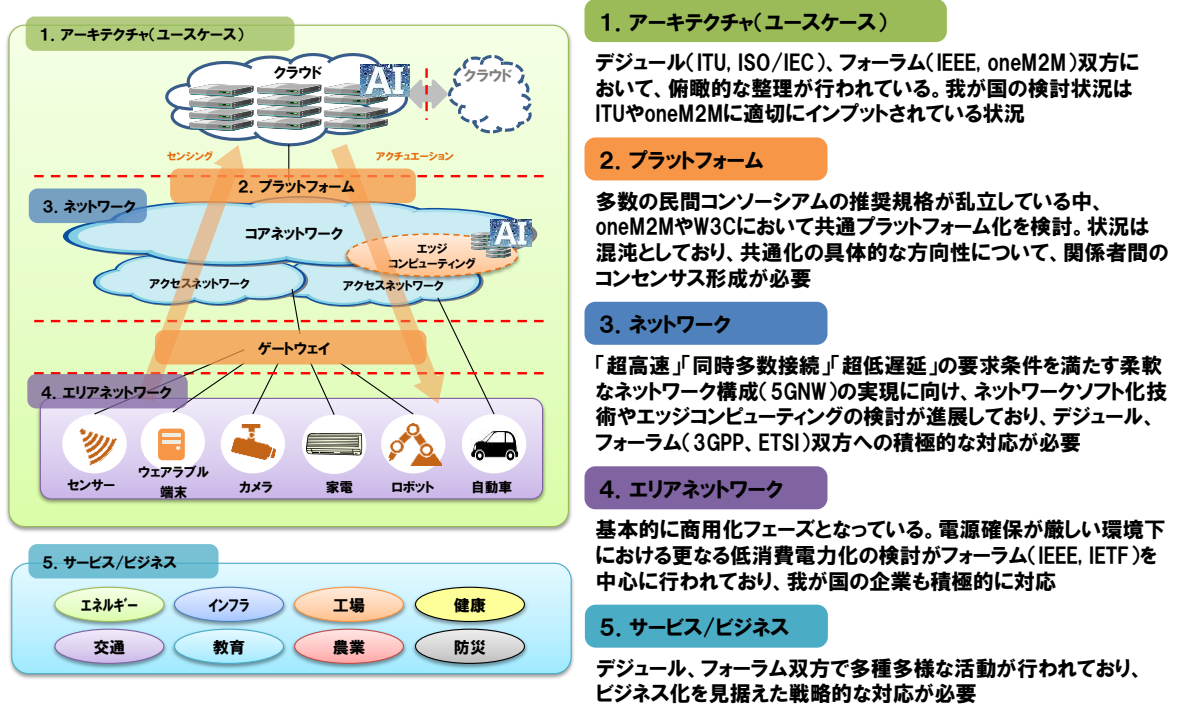 1. アーキテクチャ(ユースケース)
クラウド
AI
クラウド
センシング
アクチュエーション
2. プラットフォーム
3. ネットワーク
コアネットワーク
AI
エッジ
コンピューティング
アクセスネットワーク
アクセスネットワーク
ゲートウェイ
4. エリアネットワーク
センサー
ウェアラブル
端末
カメラ
家電
ロボット
自動車
5. サービス/ビジネス
エネルギー
インフラ
工場
健康
交通
教育
農業
防災
1. アーキテクチャ(ユースケース)
デジュール(ITU, ISO/IEC)、フォーラム(IEEE, oneM2M)双方に
おいて、俯瞰的な整理が行われている。我が国の検討状況は
ITUやoneM2Mに適切にインプットされている状況
2. プラットフォーム
多数の民間コンソーシアムの推奨規格が乱立している中、
oneM2MやW3Cにおいて共通プラットフォーム化を検討。状況は
混沌としており、共通化の具体的な方向性について、関係者間の
コンセンサス形成が必要
3. ネットワーク
「超高速」「同時多数接続」「超低遅延」の要求条件を満たす柔軟
なネットワーク構成(5GNW)の実現に向け、ネットワークソフト化技
術やエッジコンピューティングの検討が進展しており、デジュール、
フォーラム(3GPP、ETSI)双方への積極的な対応が必要
4. エリアネットワーク
基本的に商用化フェーズとなっている。電源確保が厳しい環境下
における更なる低消費電力化の検討がフォーラム(IEEE, IETF)を
中心に行われており、我が国の企業も積極的に対応
5. サービス/ビジネス
デジュール、フォーラム双方で多種多様な活動が行われており、
ビジネス化を見据えた戦略的な対応が必要